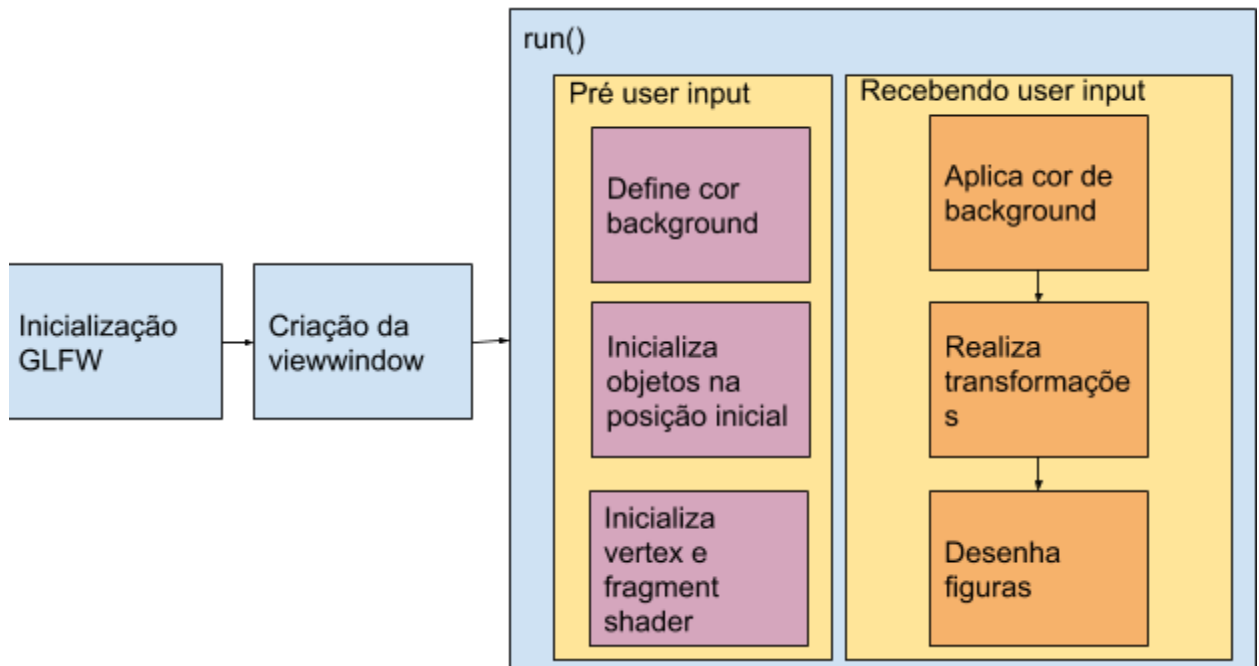 Inicialização
GLFW
Criação da
viewwindow
run()
Pré user input
Define cor
background
Inicializa
objetos na
posição inicial
Inicializa
vertex e
fragment
shader
Recebendo user input
Aplica cor de
background
Realiza
transformaçõe
s
Desenha
figuras